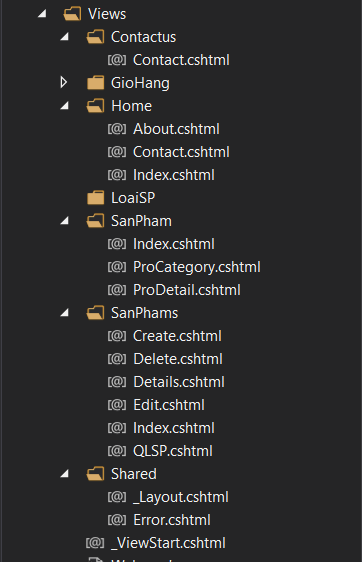 Views
Contactus
[@] Contact.cshtml
GioHang
Home
[@] About.cshtml
[@] Contact.cshtml
[@] Index.cshtml
LoaiSP
SanPham
[@] Index.cshtml
[@] ProCategory.cshtml
[@] ProDetail.cshtml
SanPhams
[@] Create.cshtml
[@] Delete.cshtml
[@] Details.cshtml
[@] Edit.cshtml
[@] Index.cshtml
[@] QLSP.cshtml
Shared
[@] _Layout.cshtml
[@] Error.cshtml
[@] _ViewStart.cshtml